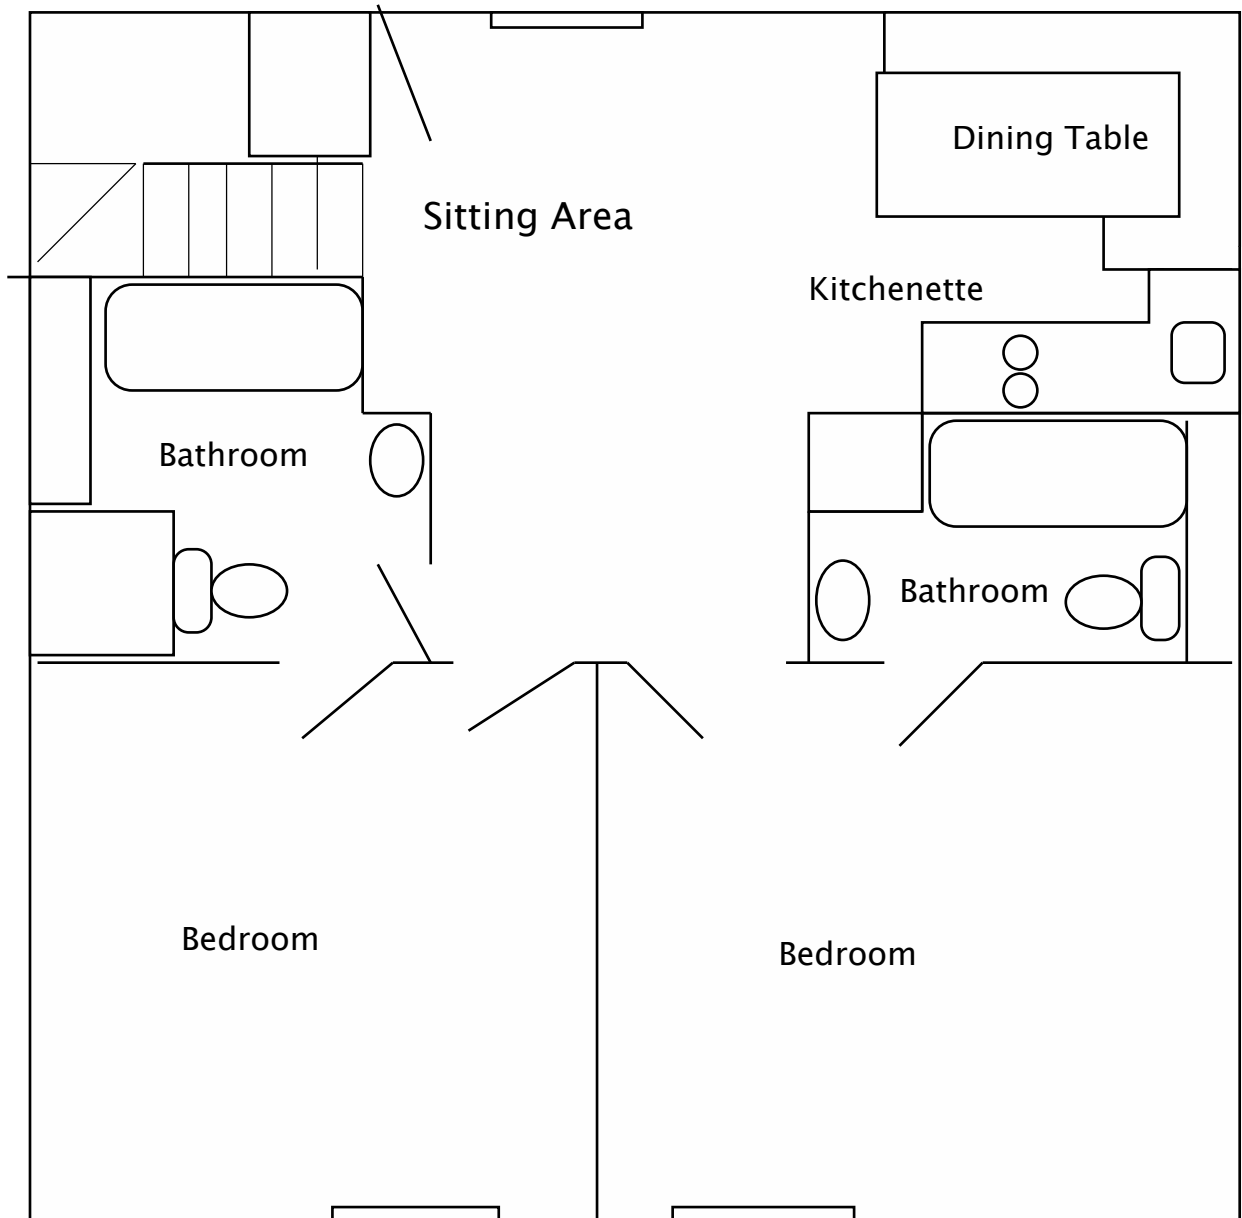 Dining Table
Sitting Area
Kitchenette
Bathroom
Bathroom
Bedroom
Bedroom